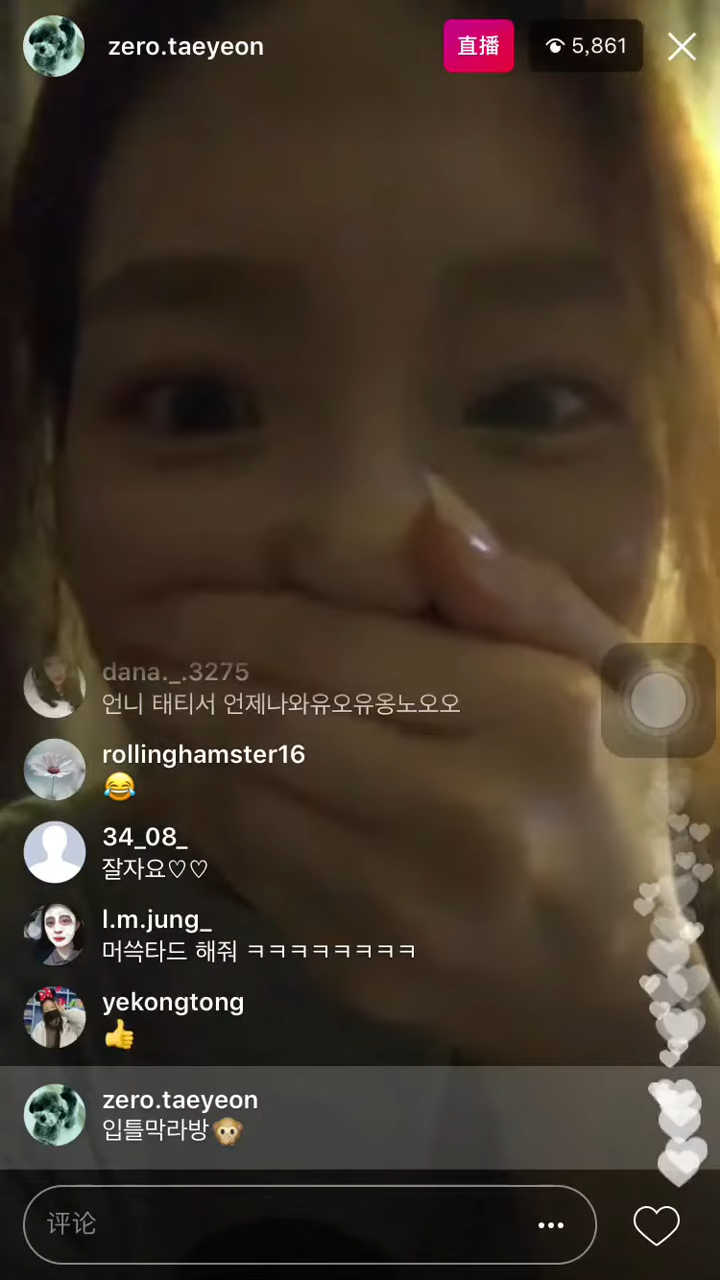 zero.taeyeon
直播
5,861
dana._.3275
언니 태티서 언제나와유오유옹노오오
rollinghamster16
😂
34_08_
잘자요♡♡
l.m.jung_
머쓱타드 해줘 ㅋㅋㅋㅋㅋㅋㅋㅋ
yekongtong
👍
zero.taeyeon
입틀막라방🙊
评论